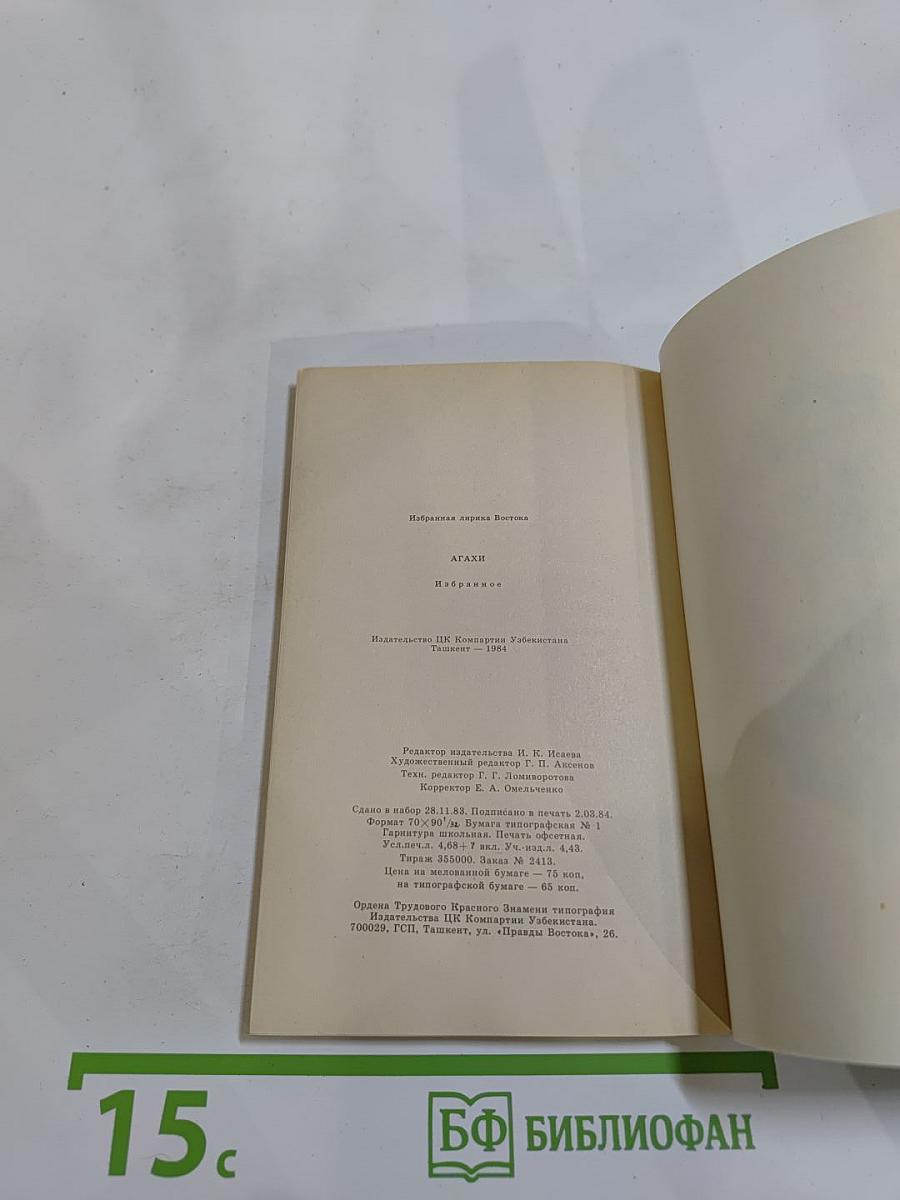 Избранная лирика Востока
АГАХИ
Избранное
Издательство ЦК Компартии Узбекистана
Ташкент — 1984
Редактор издательства И. К. Исаева
Художественный редактор Г. П. Аксенов
Техн. редактор Г. Г. Ломиворотова
Корректор Е. А. Омельченко
Сдано в набор 28.11.83. Подписано в печать 2.03.84.
Формат 70×90¹/₃₂. Бумага типографская № 1
Гарнитура школьная. Печать офсетная.
Усл.печ.л. 4,68+? вкл. Уч.-изд.л. 4,43.
Тираж 355000. Заказ № 2413.
Цена на мелованной бумаге — 75 коп,
на типографской бумаге — 65 коп.
Ордена Трудового Красного Знамени типография
Издательства ЦК Компартии Узбекистана.
700029, ГСП, Ташкент, ул. «Правды Востока», 26.
15 с
БФ БИБЛИОФАН